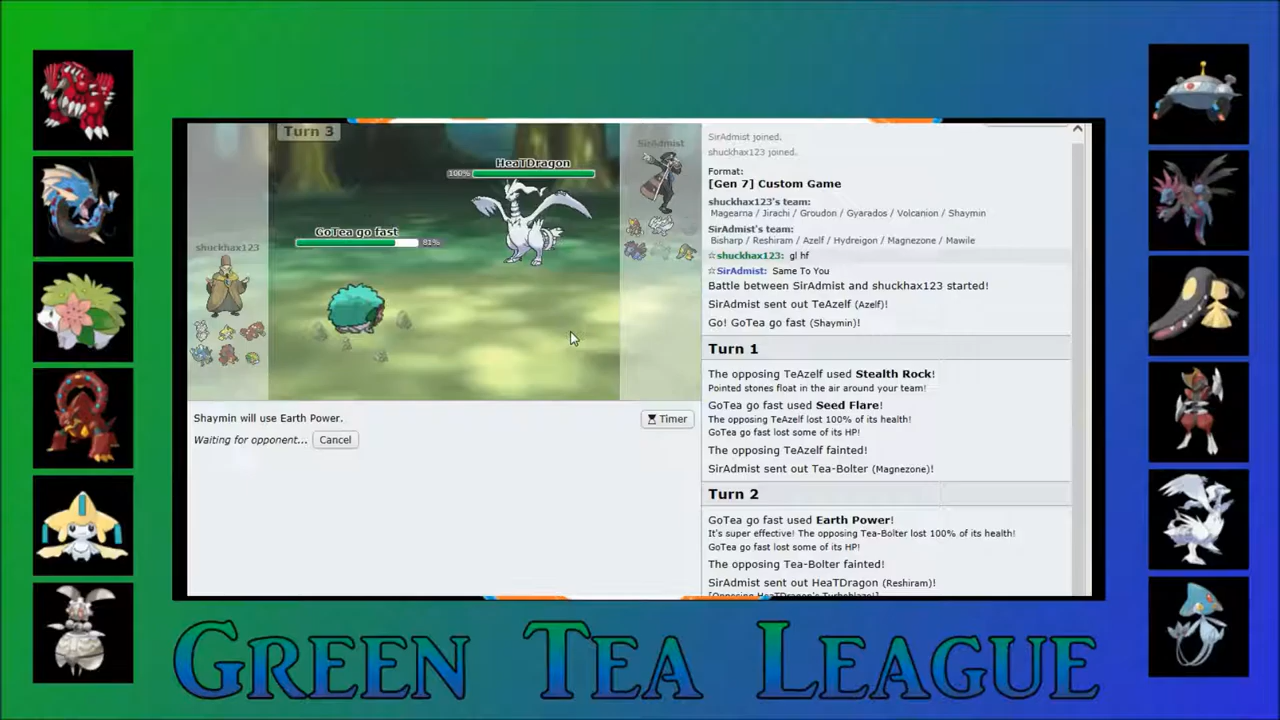 Turn 3
HeaTDragon
100%
GoTea go fast
81%
shuckhax123
SirAdmist
Shaymin will use Earth Power.
Timer
Waiting for opponent... Cancel
SirAdmist joined.
shuckhax123 joined.
Format:
[Gen 7] Custom Game
shuckhax123's team:
Magearna / Jirachi / Groudon / Gyarados / Volcanion / Shaymin
SirAdmist's team:
Bisharp / Reshiram / Azelf / Hydreigon / Magnezone / Mawile
☆shuckhax123: gl hf
☆SirAdmist: Same To You
Battle between SirAdmist and shuckhax123 started!
SirAdmist sent out TeAzelf (Azelf)!
Go! GoTea go fast (Shaymin)!
Turn 1
The opposing TeAzelf used Stealth Rock!
Pointed stones float in the air around your team!
GoTea go fast used Seed Flare!
The opposing TeAzelf lost 100% of its health!
GoTea go fast lost some of its HP!
The opposing TeAzelf fainted!
SirAdmist sent out Tea-Bolter (Magnezone)!
Turn 2
GoTea go fast used Earth Power!
It's super effective! The opposing Tea-Bolter lost 100% of its health!
GoTea go fast lost some of its HP!
The opposing Tea-Bolter fainted!
SirAdmist sent out HeaTDragon (Reshiram)!
[Opposing HeaTDragon's Turboblaze!]
Green Tea League